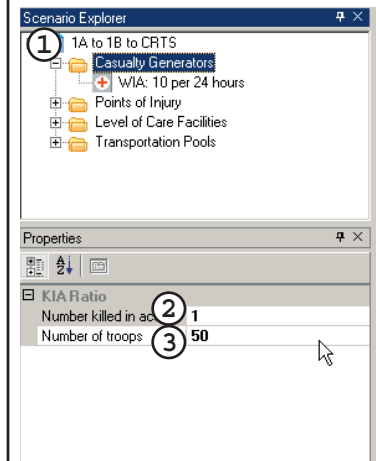 Scenario Explorer
1
1A to 1B to CRTS
Casualty Generators
WIA: 10 per 24 hours
Points of Injury
Level of Care Facilities
Transportation Pools
Properties
KIA Ratio
Number killed in ac 2 1
Number of troops 3 50